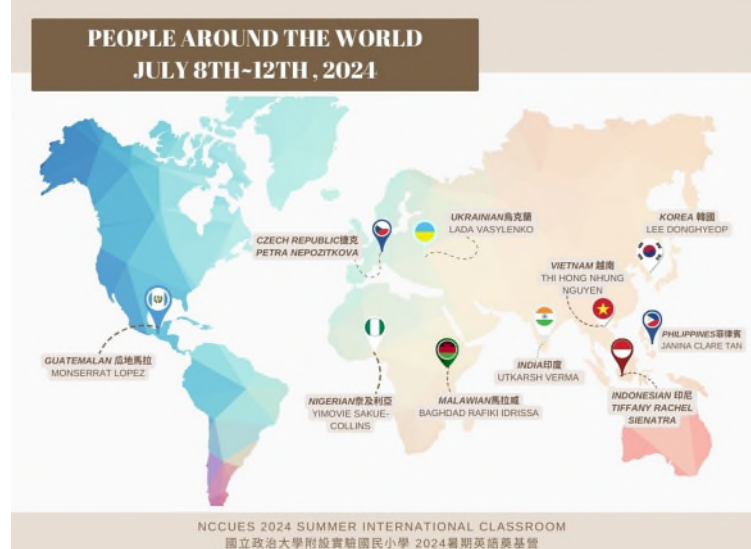 PEOPLE AROUND THE WORLD
JULY 8TH~12TH , 2024
UKRAINIAN烏克蘭
LADA VASYLENKO
KOREA 韓國
LEE DONGHYEOP
CZECH REPUBLIC捷克
PETRA NEPOZITKOVA
VIETNAM 越南
THI HONG NHUNG
NGUYEN
GUATEMALAN 瓜地馬拉
MONSERRAT LOPEZ
PHILIPPINES菲律賓
JANINA CLARE TAN
INDIA印度
UTKARSH VERMA
NIGERIAN奈及利亞
YIMOVIE SAKUE-
COLLINS
MALAWIAN馬拉威
BAGHDAD RAFIKI IDRISSA
INDONESIAN 印尼
TIFFANY RACHEL
SIENATRA
NCCUES 2024 SUMMER INTERNATIONAL CLASSROOM
國立政治大學附設實驗國民小學 2024暑期英語奠基營